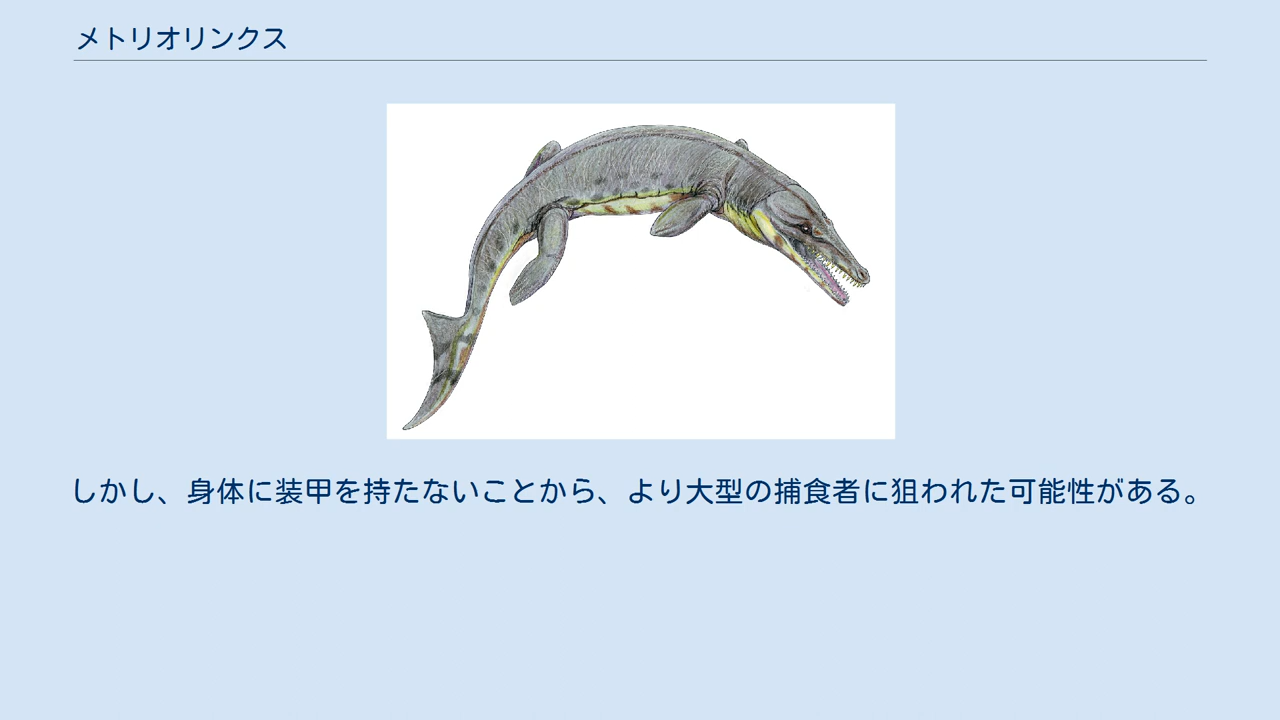 メトリオリンクス
しかし、身体に装甲を持たないことから、より大型の捕食者に狙われた可能性がある。